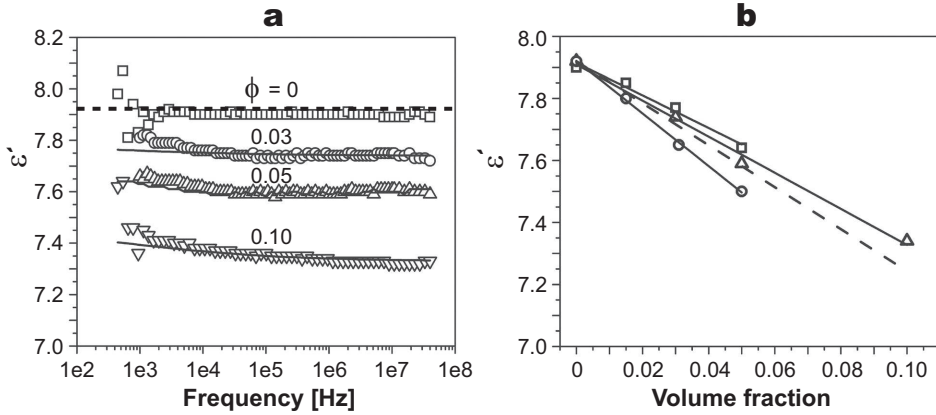 a
8.2
8.0
7.8
7.6
7.4
7.2
7.0
ε′
ϕ = 0
0.03
0.05
0.10
1e2 1e3 1e4 1e5 1e6 1e7 1e8
Frequency [Hz]
b
8.0
7.8
7.6
7.4
7.2
7.0
ε′
0 0.02 0.04 0.06 0.08 0.10
Volume fraction